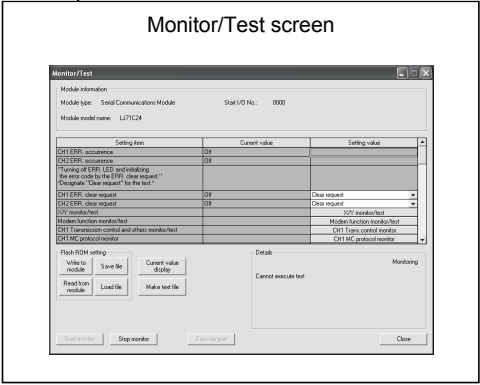 Monitor/Test screen
Monitor/Test
Module information
Module type: Serial Communications Module Start I/O No.: 0000
Module model name: LJ71C24
Setting item Current value Setting value
CH1 ERR. occurrence Off
CH2 ERR. occurrence Off
"Turning off ERR. LED and initializing
the error code by the ERR. clear request."
*Designate "Clear request" for the test.*
CH1 ERR. clear request Off Clear request
CH2 ERR. clear request Off Clear request
X/Y monitor/test X/Y monitor/test
Modem function monitor/test Modem function monitor/test
CH1 Transmission control and others monitor/test CH1 Trans.control monitor
CH1 MC protocol monitor CH1 MC protocol monitor
Flash ROM setting
Write to
module
Save file
Current value
display
Read from
module
Load file
Make text file
Details
Monitoring
Cannot execute test
Start monitor Stop monitor Execute test Close